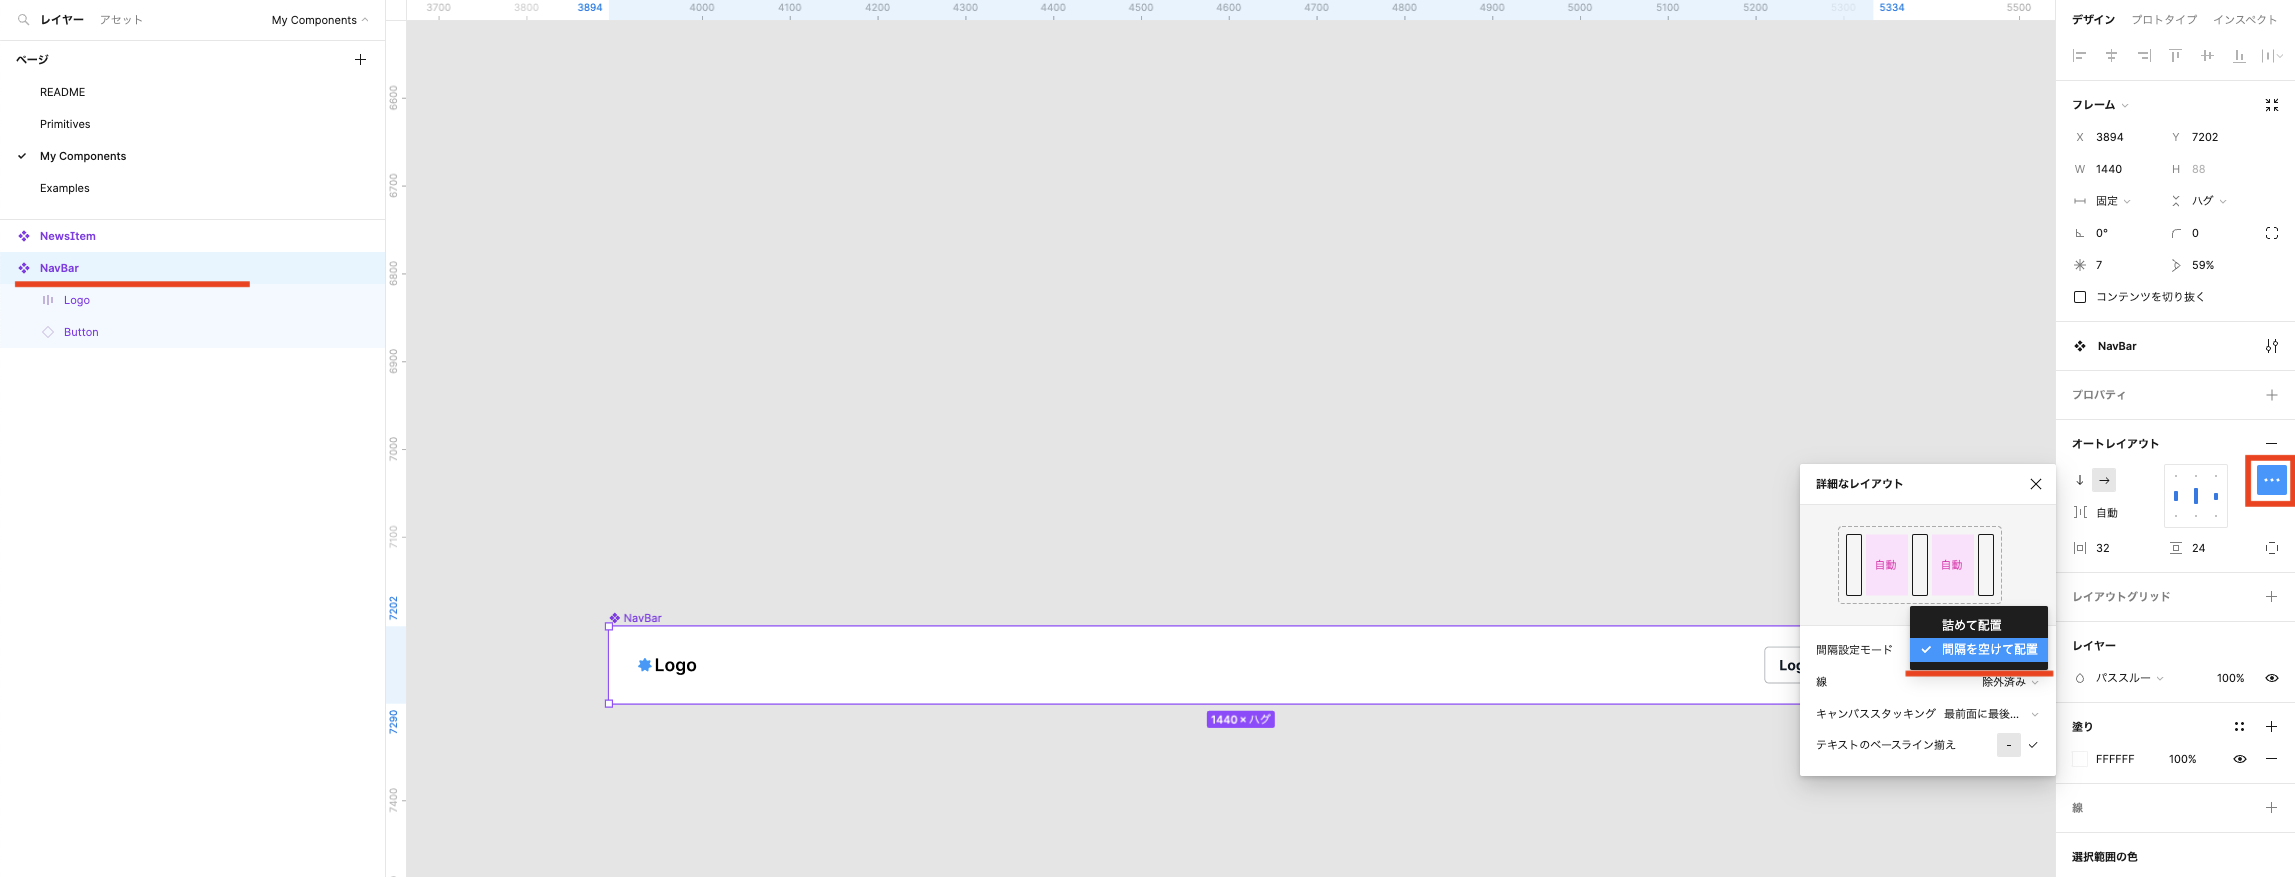 レイヤー アセット My Components
ページ
README
Primitives
My Components
Examples
NewsItem
NavBar
Logo
Button
3700 3800 3894 4000 4100 4200 4300 4400 4500 4600 4700 4800 4900 5000 5100 5200 5300 5334 5500
6600
6700
6800
6900
7000
7100
7202
7290
7400
NavBar
Logo
Log
1440 × ハグ
詳細なレイアウト
自動 自動
詰めて配置
間隔設定モード 間隔を空けて配置
線 除外済み
キャンバススタッキング 最前面に最後...
テキストのベースライン揃え -
デザイン プロトタイプ インスペクト
フレーム
X 3894 Y 7202
W 1440 H 88
固定 ハグ
0° 0
7 59%
コンテンツを切り抜く
NavBar
プロパティ
オートレイアウト
自動
32 24
レイアウトグリッド
レイヤー
パススルー 100%
塗り
FFFFFF 100%
線
選択範囲の色